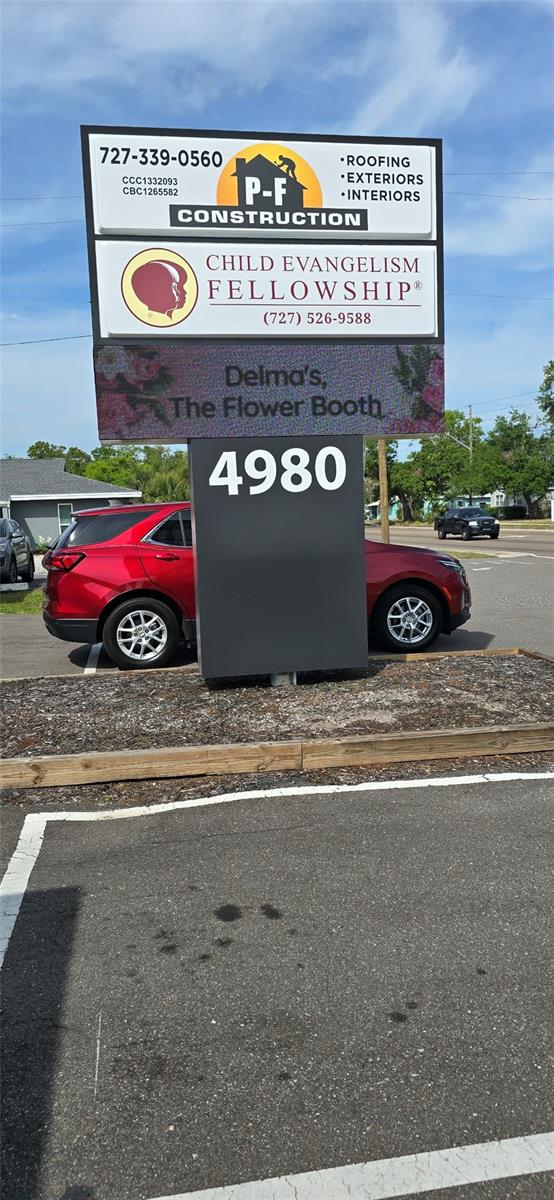 727-339-0560
CCC1332093
CBC1265582
P-F
CONSTRUCTION
•ROOFING
•EXTERIORS
•INTERIORS
CHILD EVANGELISM
FELLOWSHIP®
(727) 526-9588
Delma's,
The Flower Booth
4980
StellarMLS